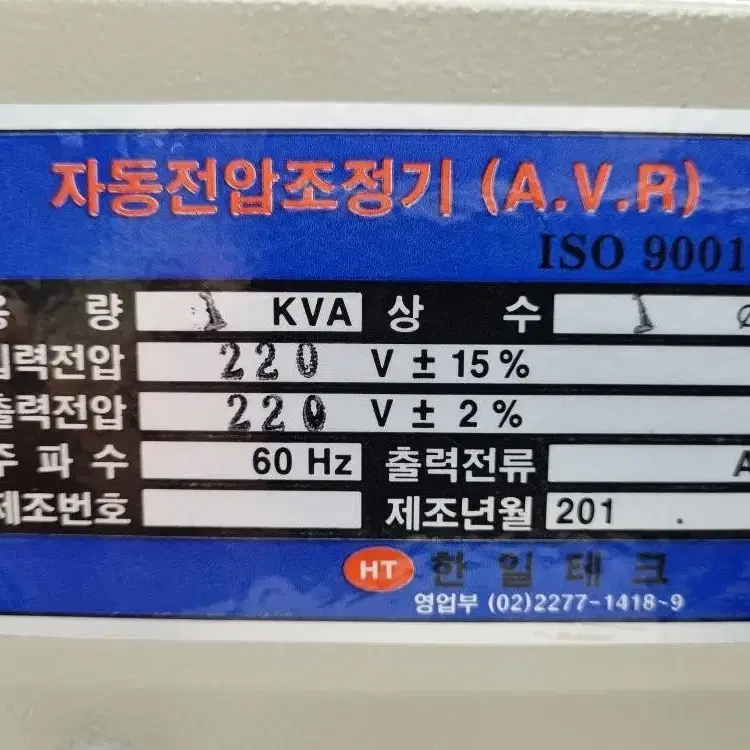 자동전압조정기 (A.V.R)
ISO 9001
용 량 1 KVA 상 수 1 ø
입력전압 220 V ± 15 %
출력전압 220 V ± 2 %
주 파 수 60 Hz 출력전류 A
제조번호 제조년월 201 .
HT 한일테크
영업부 (02)2277-1418~9